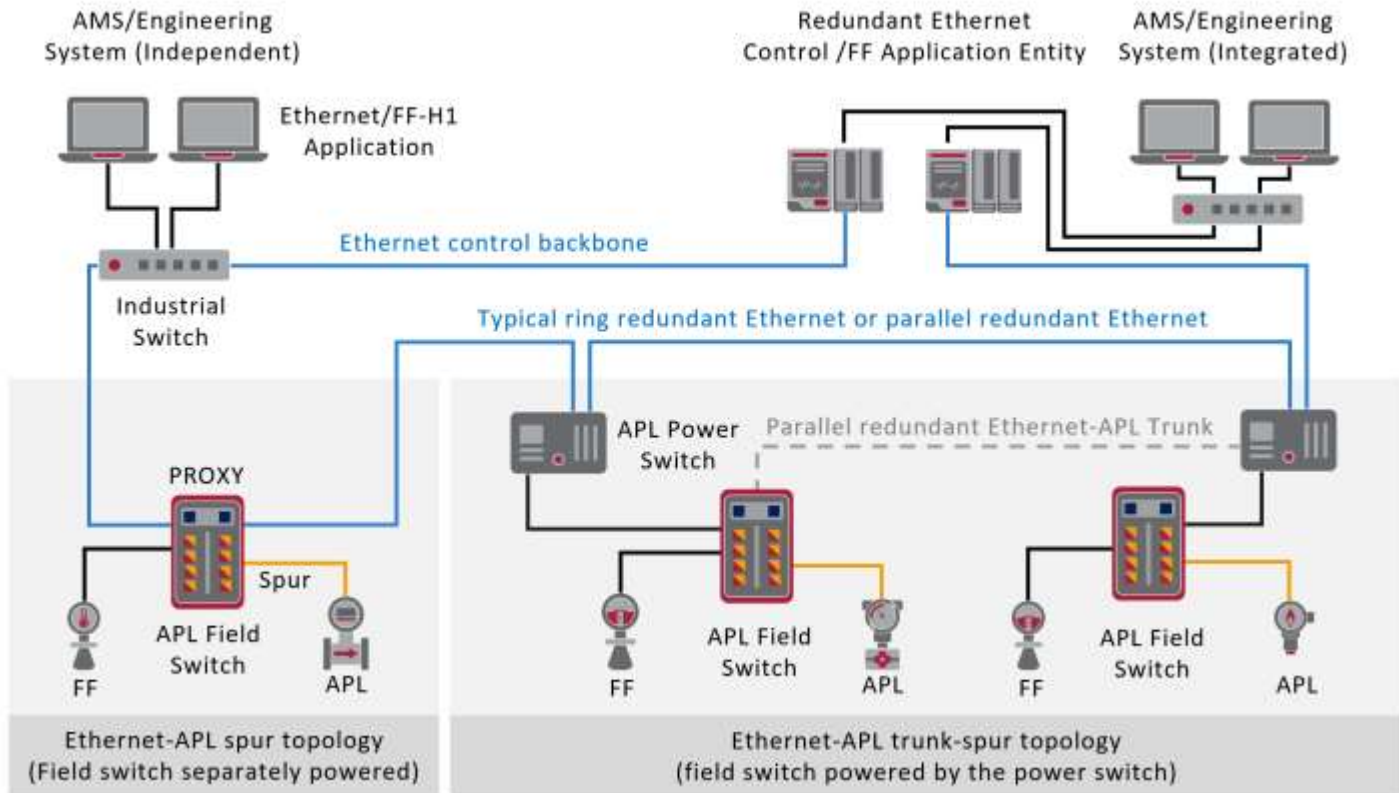 AMS/Engineering
System (Independent)
Redundant Ethernet
Control /FF Application Entity
AMS/Engineering
System (Integrated)
Ethernet/FF-H1
Application
Ethernet control backbone
Industrial
Switch
Typical ring redundant Ethernet or parallel redundant Ethernet
APL Power
Switch
Parallel redundant Ethernet-APL Trunk
PROXY
Spur
APL Field
Switch
FF
APL
APL Field
Switch
FF
APL
APL Field
Switch
FF
APL
Ethernet-APL spur topology
(Field switch separately powered)
Ethernet-APL trunk-spur topology
(field switch powered by the power switch)